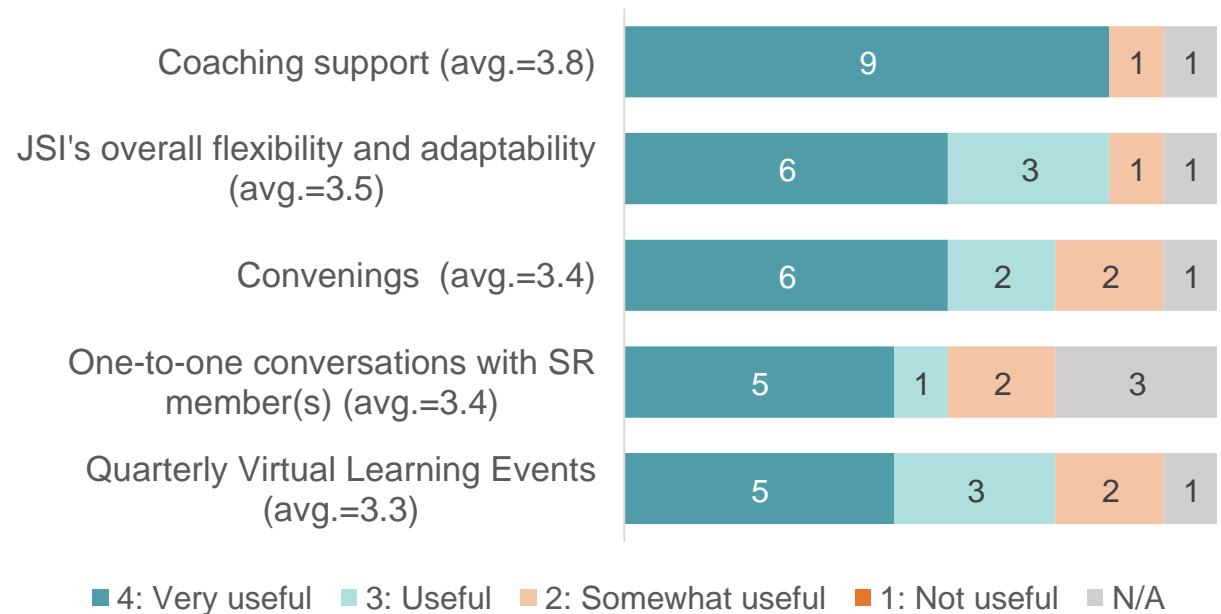 Coaching support (avg.=3.8)
9
1
1
JSI's overall flexibility and adaptability
(avg.=3.5)
6
3
1
1
Convenings  (avg.=3.4)
6
2
2
1
One-to-one conversations with SR
member(s) (avg.=3.4)
5
1
2
3
Quarterly Virtual Learning Events
(avg.=3.3)
5
3
2
1
4: Very useful
3: Useful
2: Somewhat useful
1: Not useful
N/A